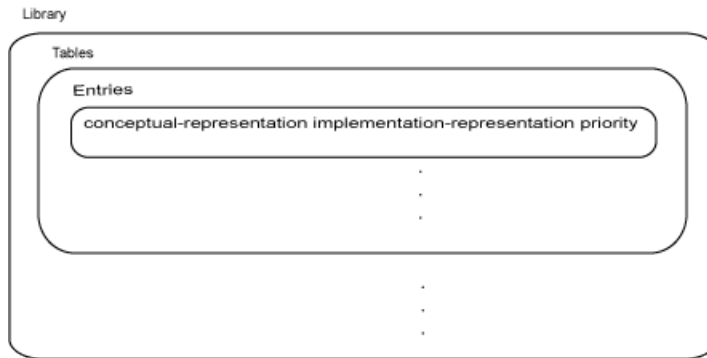 Library
Tables
Entries
conceptual-representation implementation-representation priority